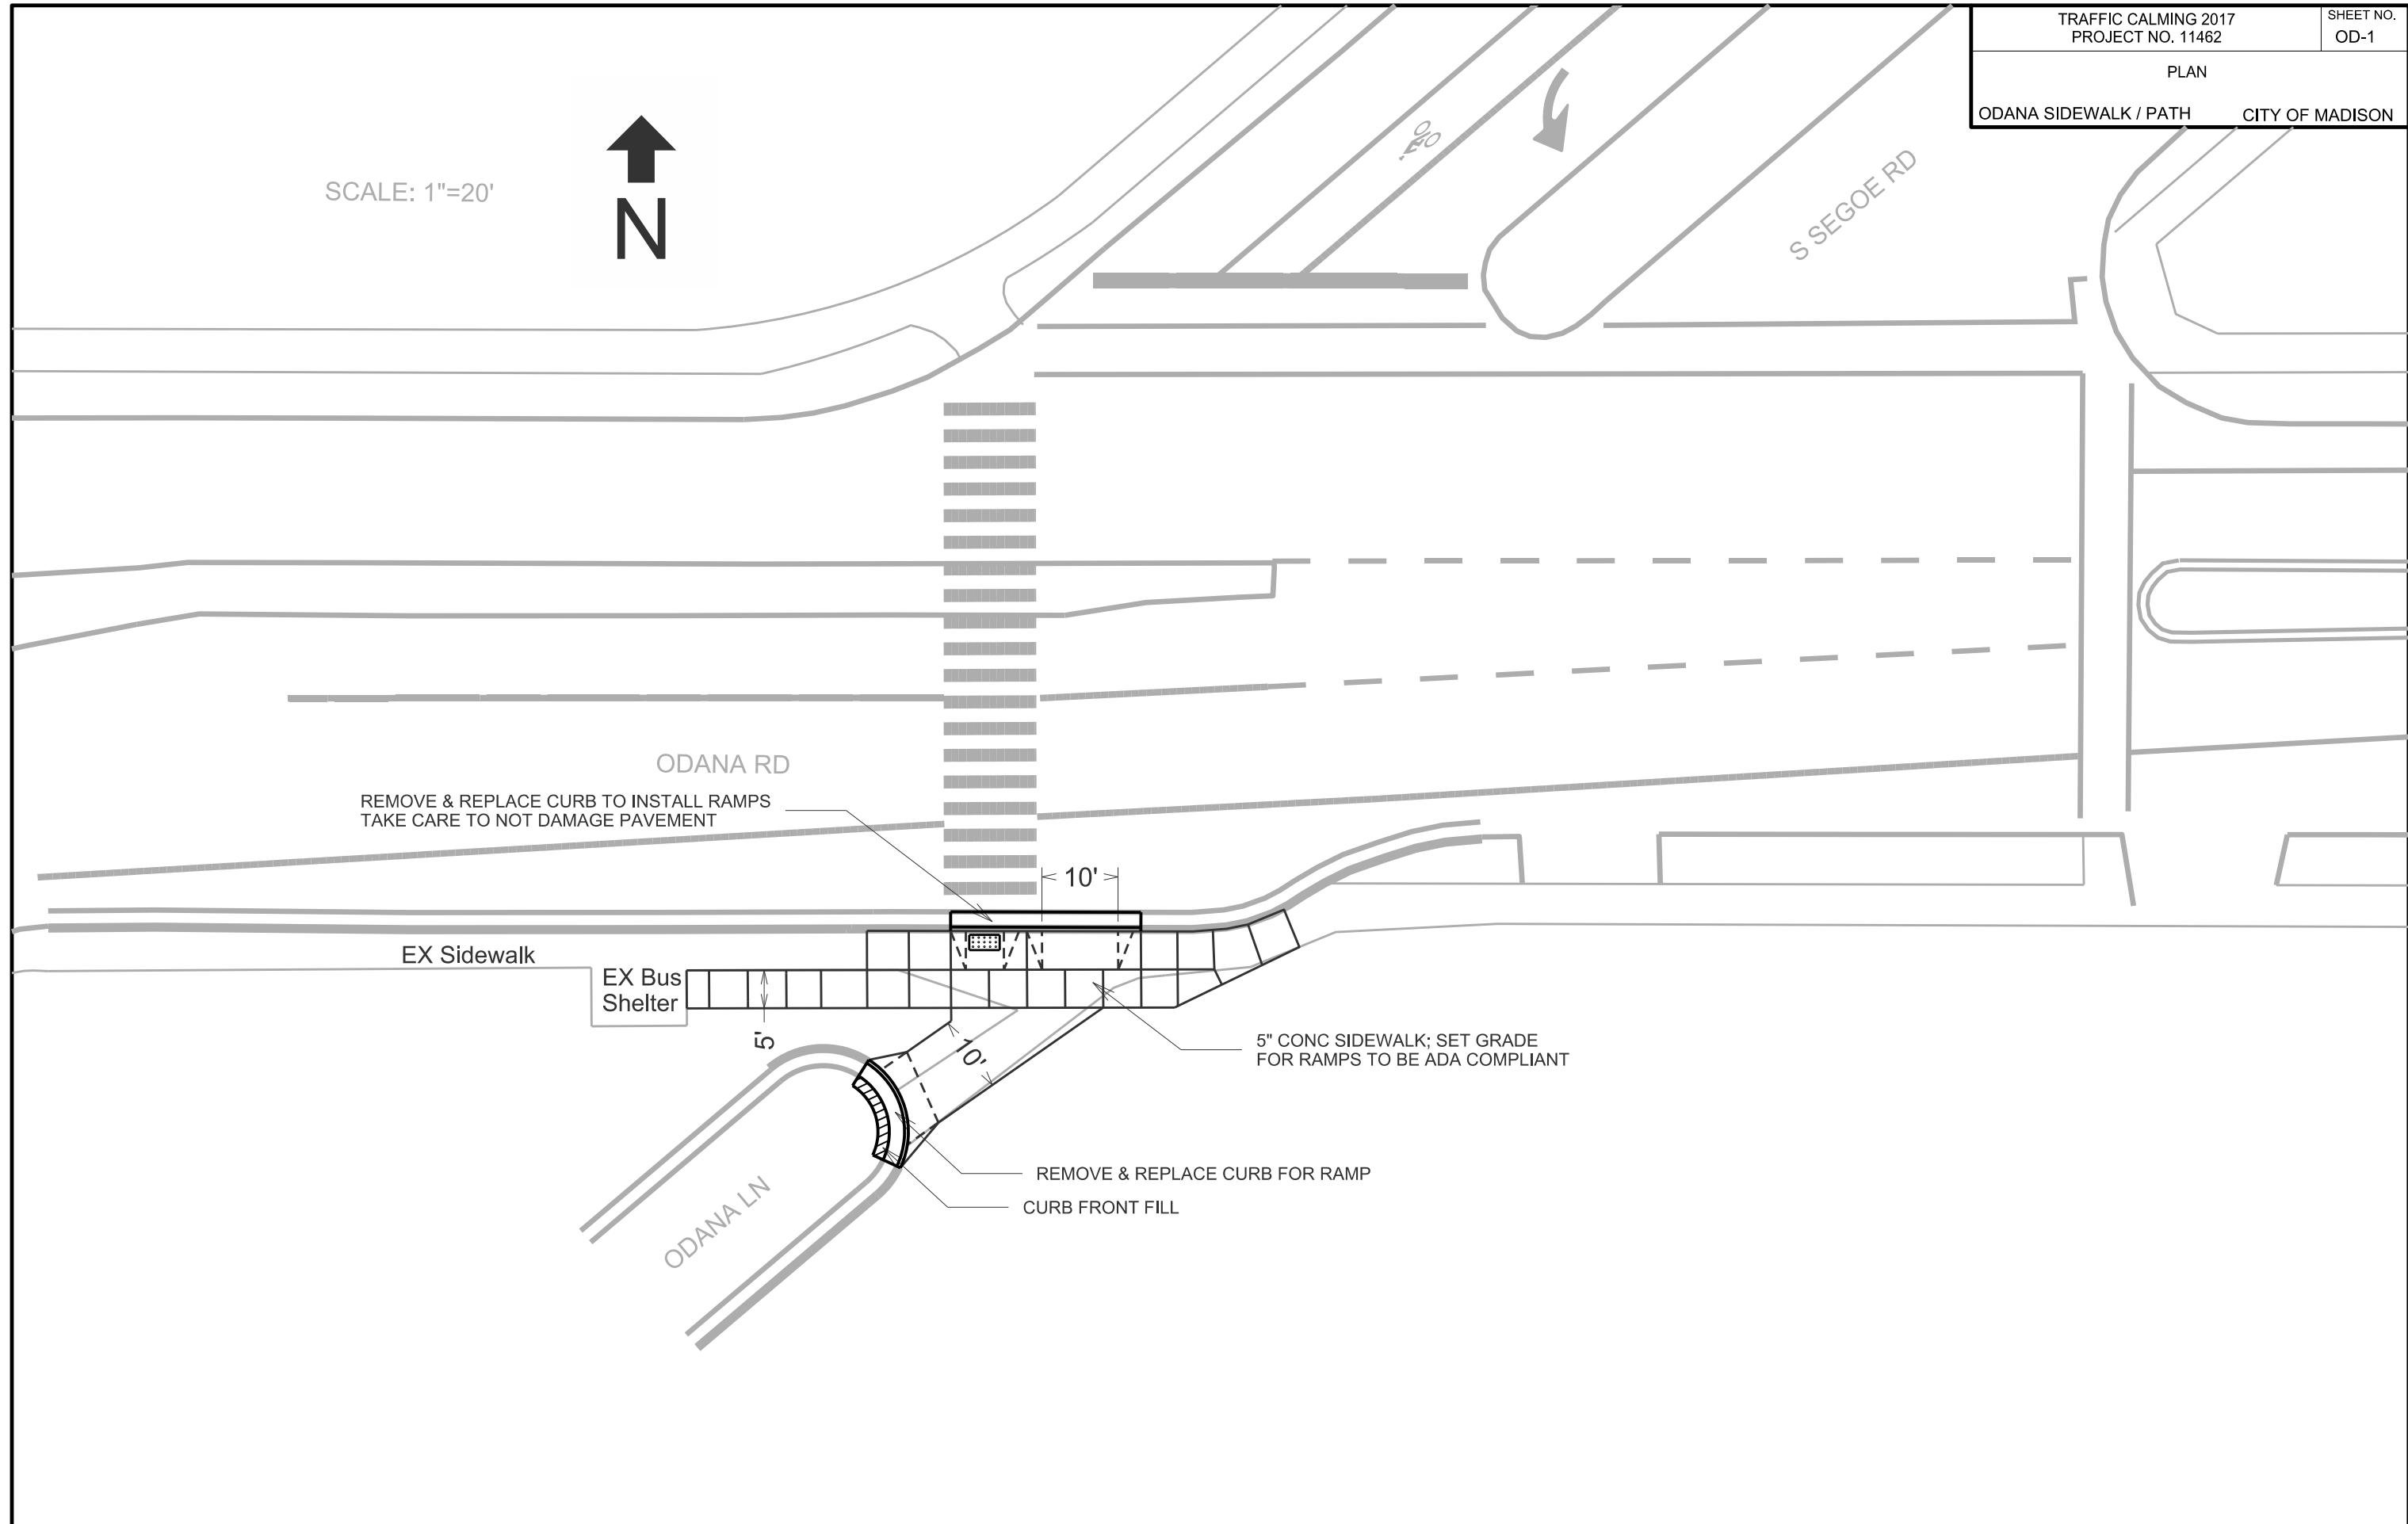 TRAFFIC CALMING 2017
PROJECT NO. 11462
SHEET NO.
OD-1
PLAN
ODANA SIDEWALK / PATH
CITY OF MADISON
SCALE: 1"=20'
N
S SEGOE RD
ODANA RD
REMOVE & REPLACE CURB TO INSTALL RAMPS
TAKE CARE TO NOT DAMAGE PAVEMENT
10'
EX Sidewalk
EX Bus
Shelter
5'
10'
5" CONC SIDEWALK; SET GRADE
FOR RAMPS TO BE ADA COMPLIANT
REMOVE & REPLACE CURB FOR RAMP
CURB FRONT FILL
ODANA LN